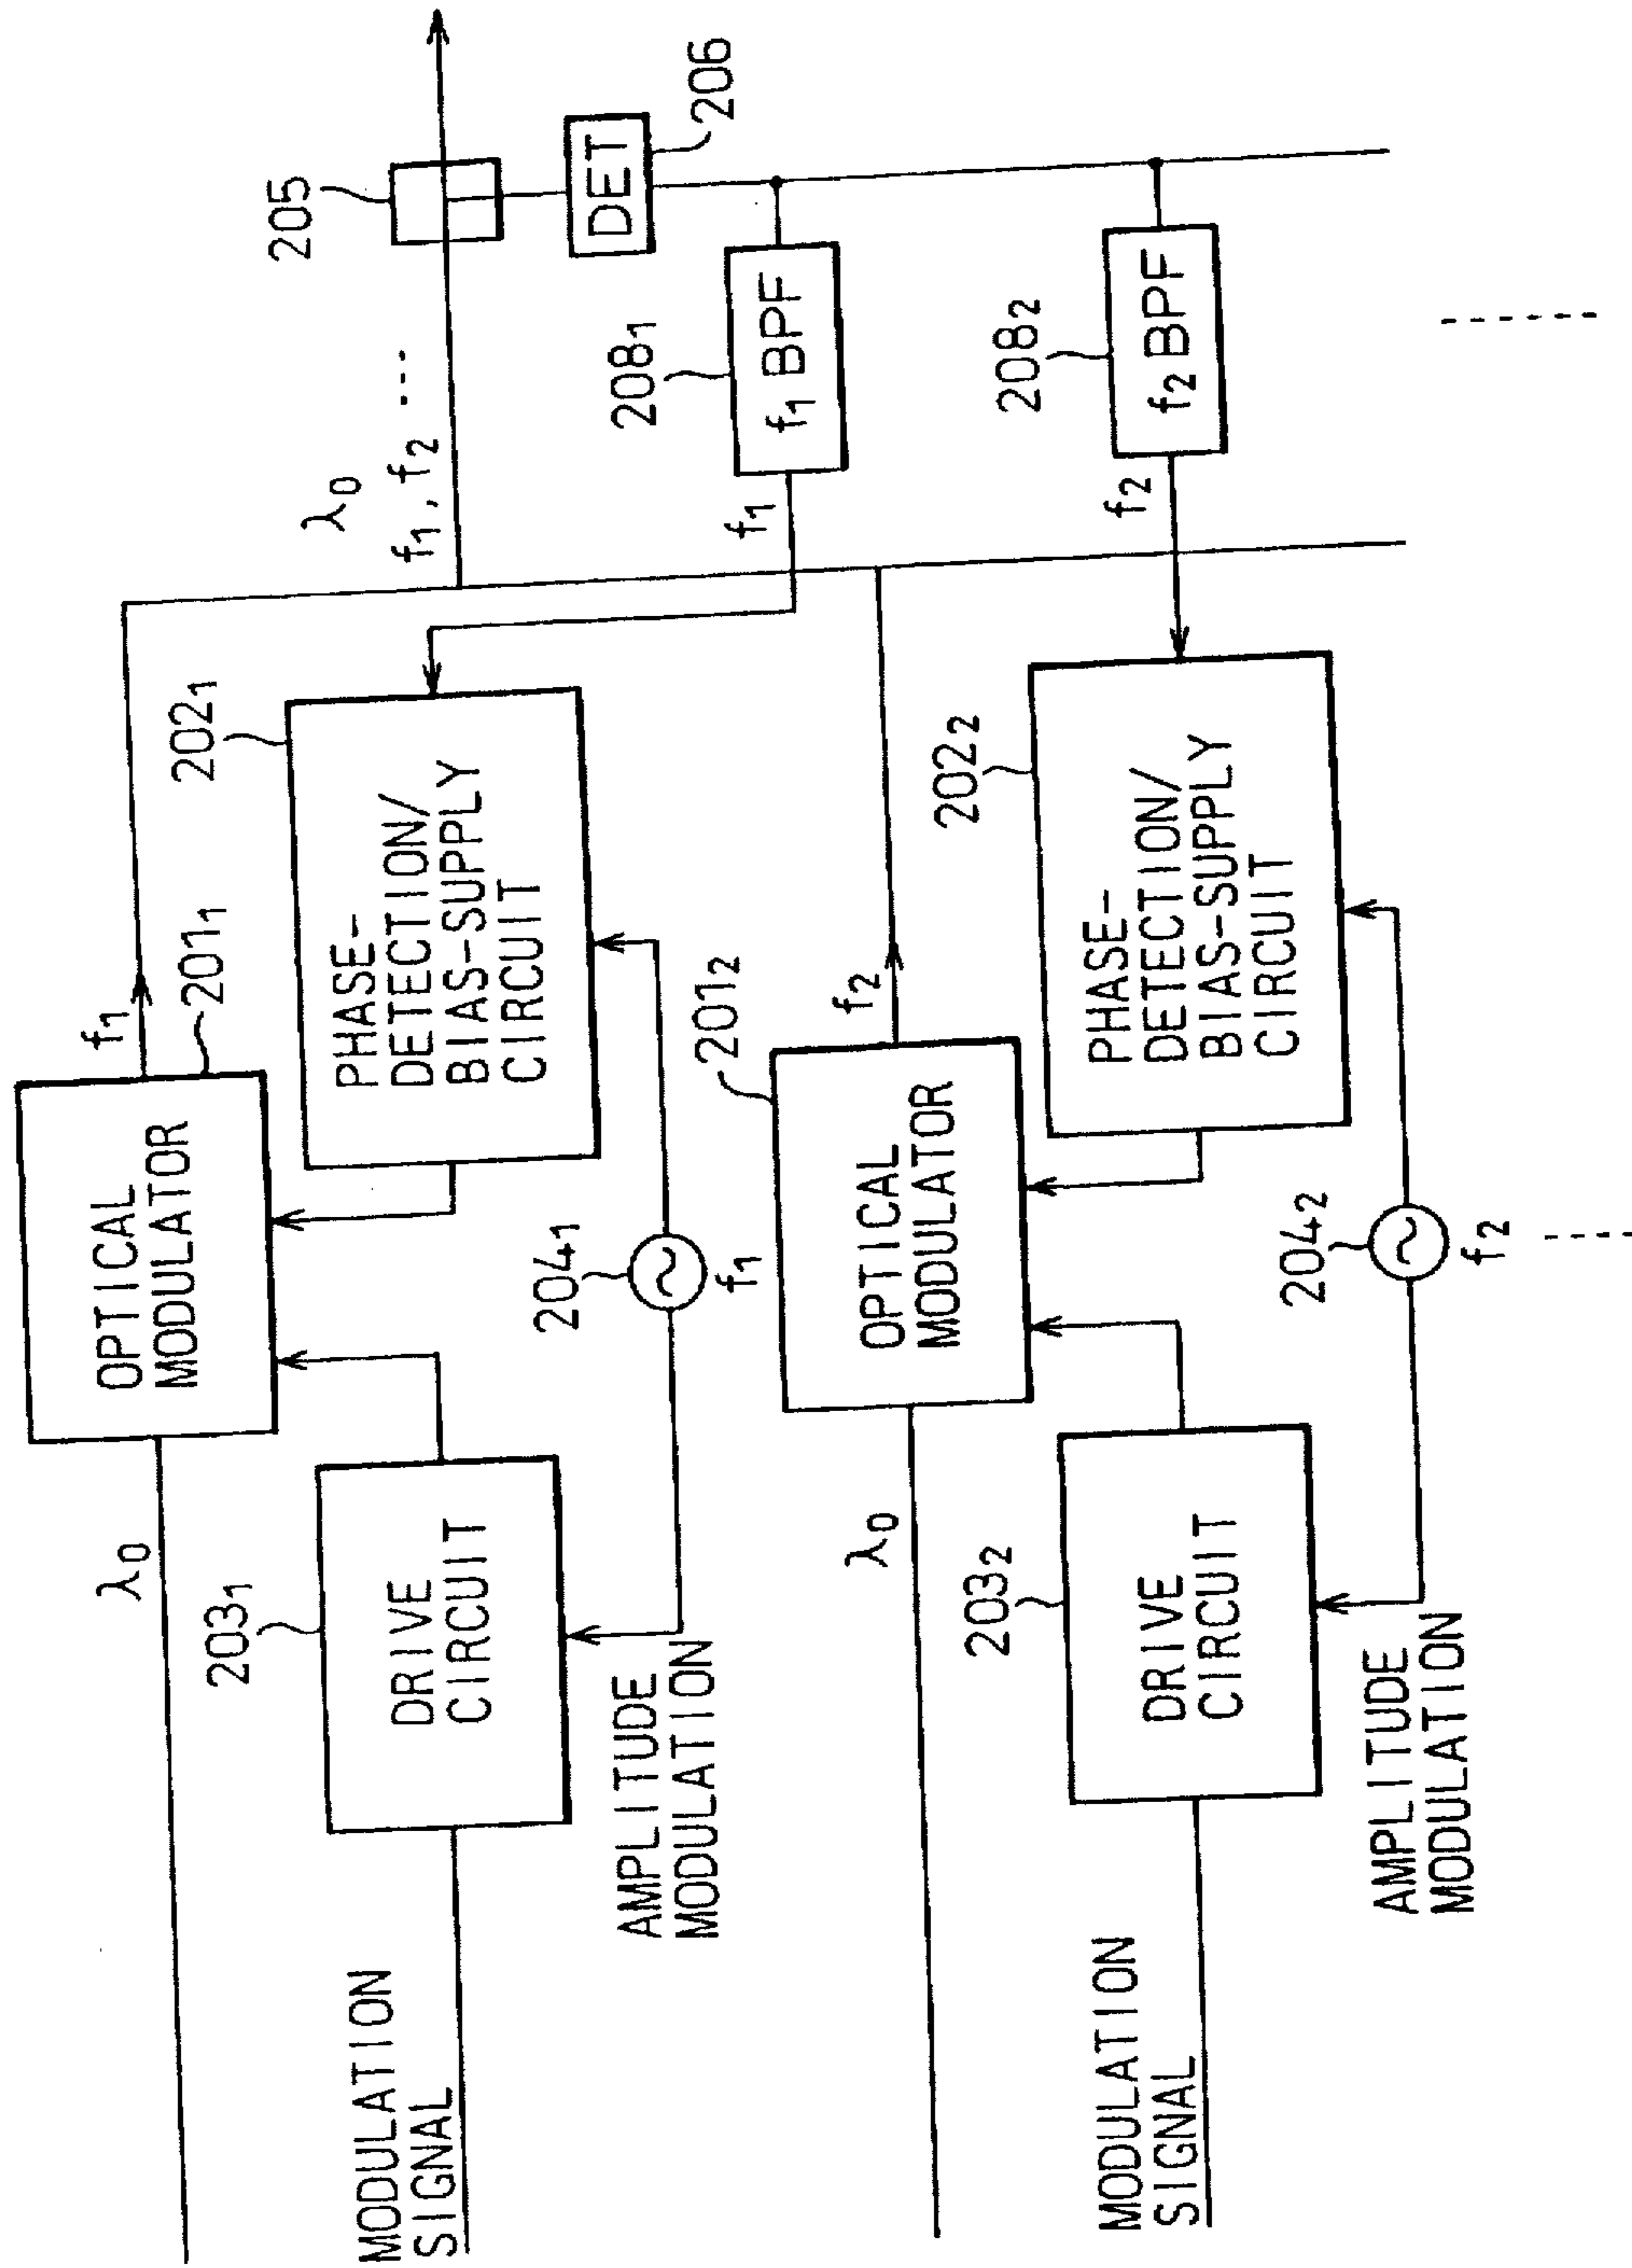 λ0
OPTICAL
MODULATOR
f1
2011
λ0
f1, f2 ---
205
DET
206
MODULATION
SIGNAL
2031
DRIVE
CIRCUIT
AMPLITUDE
MODULATION
2041
f1
2021
PHASE-
DETECTION/
BIAS-SUPPLY
CIRCUIT
f1
2081
f1 BPF
λ0
OPTICAL
MODULATOR
2012
f2
MODULATION
SIGNAL
2032
DRIVE
CIRCUIT
AMPLITUDE
MODULATION
2042
f2
2022
PHASE-
DETECTION/
BIAS-SUPPLY
CIRCUIT
f2
2082
f2 BPF